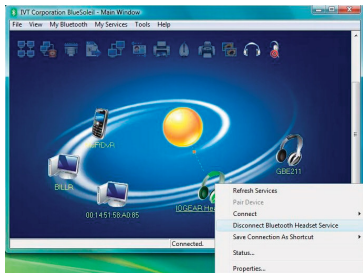 IVT Corporation BlueSoleil - Main Window
File View My Bluetooth My Services Tools Help
GBE211
BILLR
00:14:51:58:A0:85
IOGEAR
Connected.
Refresh Services
Pair Device
Connect
Disconnect Bluetooth Headset Service
Save Connection As Shortcut
Status...
Properties...